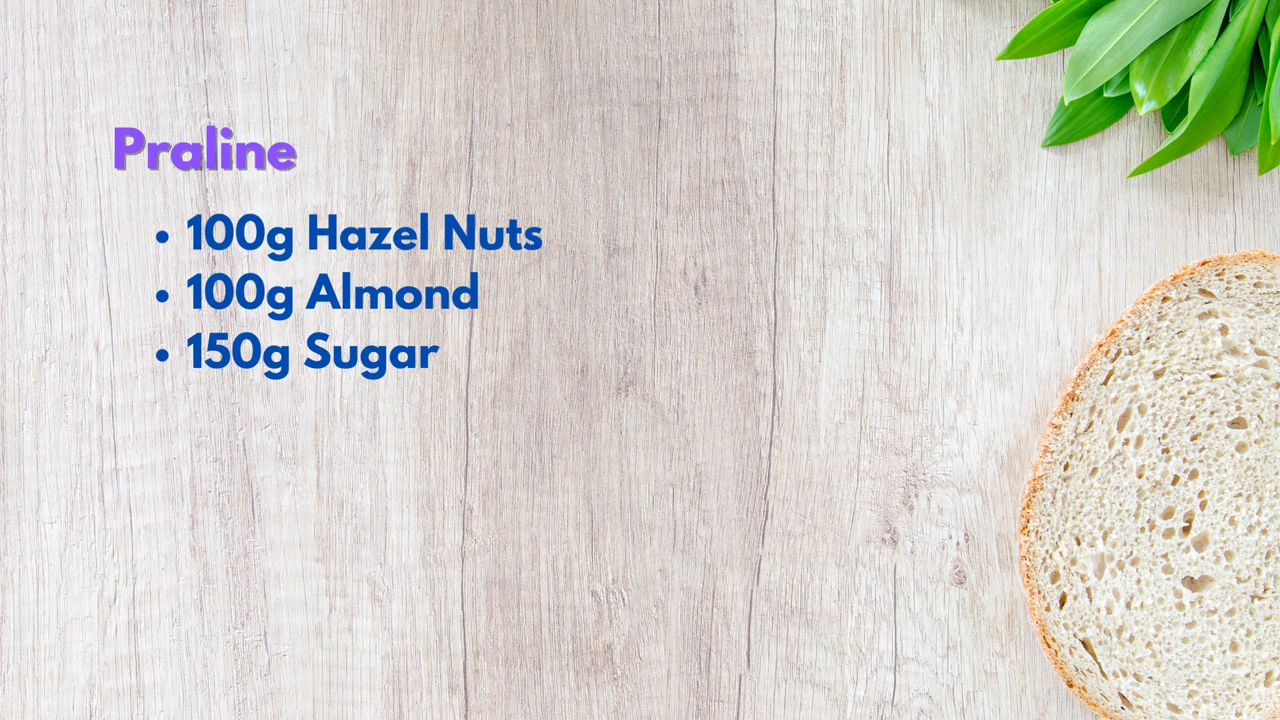 Praline
• 100g Hazel Nuts
• 100g Almond
• 150g Sugar